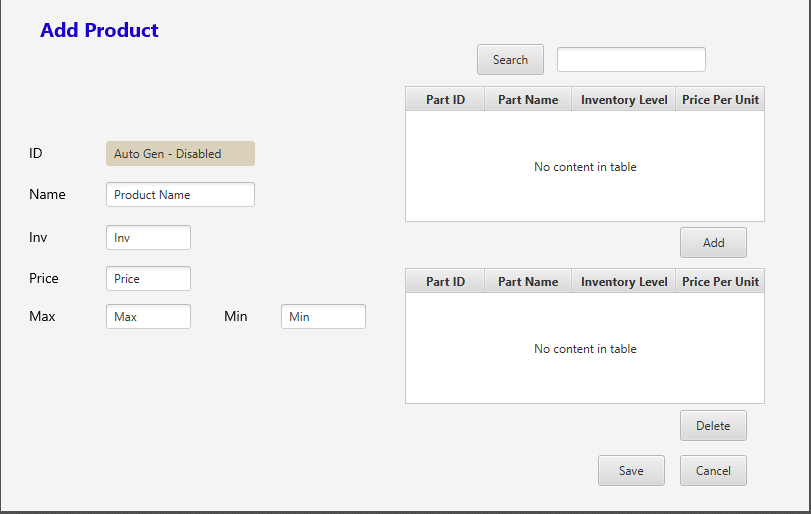 Add Product
Search
Part ID Part Name Inventory Level Price Per Unit
No content in table
ID Auto Gen - Disabled
Name Product Name
Inv Inv
Price Price
Max Max Min Min
Add
Part ID Part Name Inventory Level Price Per Unit
No content in table
Delete
Save Cancel